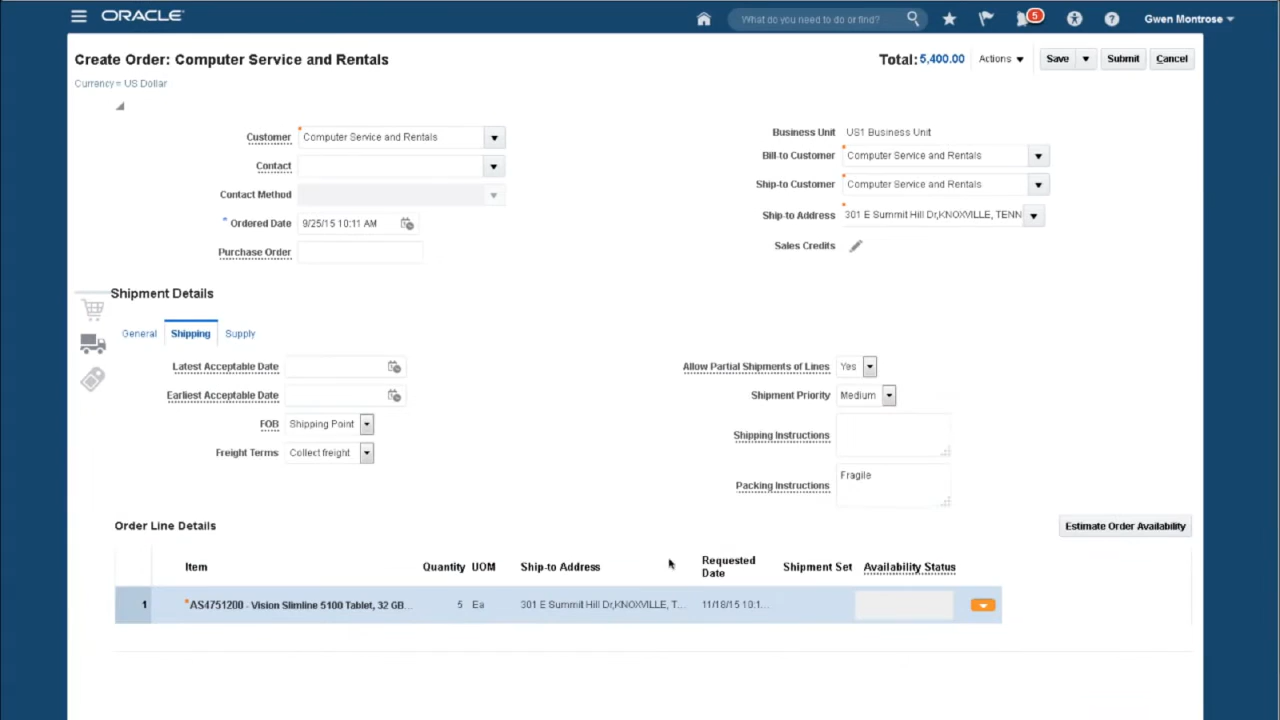 ORACLE
What do you need to do or find?
5
Gwen Montrose
Create Order: Computer Service and Rentals
Total: 5,400.00
Actions
Save
Submit
Cancel
Currency = US Dollar
Customer
Computer Service and Rentals
Business Unit
US1 Business Unit
Contact
Bill-to Customer
Computer Service and Rentals
Contact Method
Ship-to Customer
Computer Service and Rentals
* Ordered Date
9/25/15 10:11 AM
Ship-to Address
301 E Summit Hill Dr,KNOXVILLE, TENN
Purchase Order
Sales Credits
Shipment Details
General
Shipping
Supply
Latest Acceptable Date
Allow Partial Shipments of Lines
Yes
Earliest Acceptable Date
Shipment Priority
Medium
FOB
Shipping Point
Shipping Instructions
Freight Terms
Collect freight
Packing Instructions
Fragile
Order Line Details
Estimate Order Availability
Item
Quantity
UOM
Ship-to Address
Requested
Date
Shipment Set
Availability Status
1
*AS4751200 - Vision Slimline 5100 Tablet, 32 GB...
5
Ea
301 E Summit Hill Dr,KNOXVILLE, T...
11/18/15 10:1...